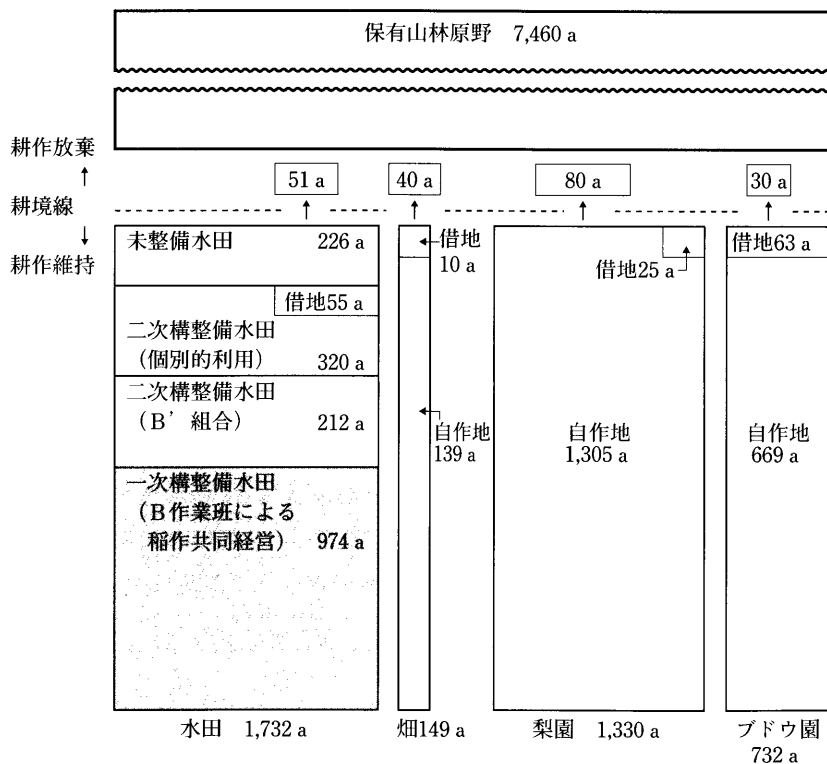 保有山林原野 7,460 a
耕作放棄
↑
耕境線
↓
耕作維持
51 a
40 a
80 a
30 a
未整備水田 226 a
借地55 a
二次構整備水田
(個別的利用) 320 a
二次構整備水田
(B'組合) 212 a
一次構整備水田
(B作業班による
稲作共同経営) 974 a
借地
10 a
自作地
139 a
借地25 a
自作地
1,305 a
借地63 a
自作地
669 a
水田 1,732 a
畑149 a
梨園 1,330 a
ブドウ園
732 a